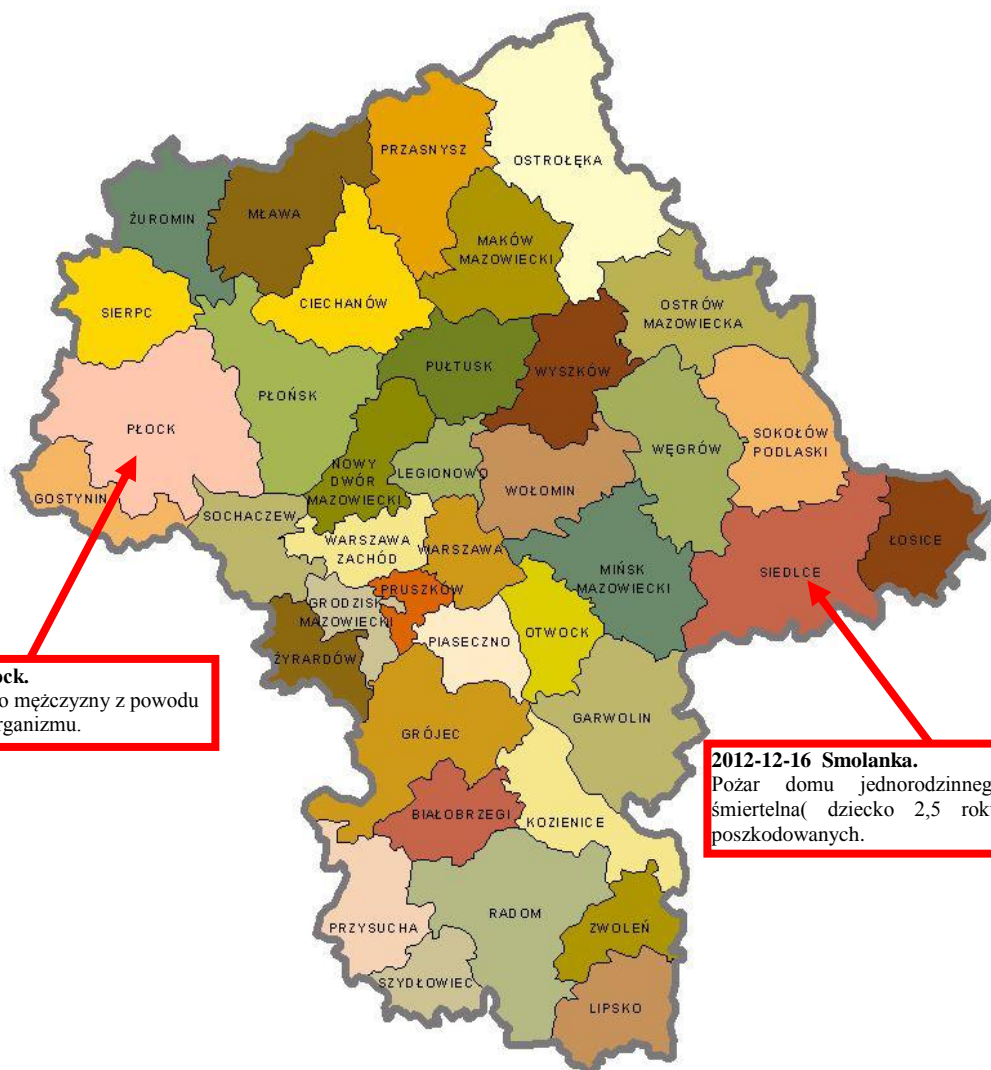 PRZASNYSZ
OSTROŁĘKA
ŻUROMIN
MŁAWA
MAKÓW
MAZOWIECKI
SIERPC
CIECHANÓW
OSTRÓW
MAZOWIECKA
PUŁTUSK
WYSZKÓW
PŁOŃSK
PŁOCK
SOKOŁÓW
PODLASKI
WĘGRÓW
NOWY
DWÓR
MAZOWIECKI
LEGIONOWO
WOŁOMIN
GOSTYNIN
SOCHACZEW
WARSZAWA
ZACHÓD
WARSZAWA
MIŃSK
MAZOWIECKI
SIEDLCE
ŁOSICE
PRUSZKÓW
GRODZISK
MAZOWIECKI
PIASECZNO
OTWOCK
ŻYRARDÓW
ock.
o mężczyzny z powodu
rganizmu.
GARWOLIN
GRÓJEC
2012-12-16 Smolanka.
Pożar domu jednorodzinneg
śmiertelna( dziecko 2,5 rok
poszkodowanych.
BIAŁOBRZEGI
KOZIENICE
RADOM
PRZYSUCHA
ZWOLEŃ
SZYDŁOWIEC
LIPSKO